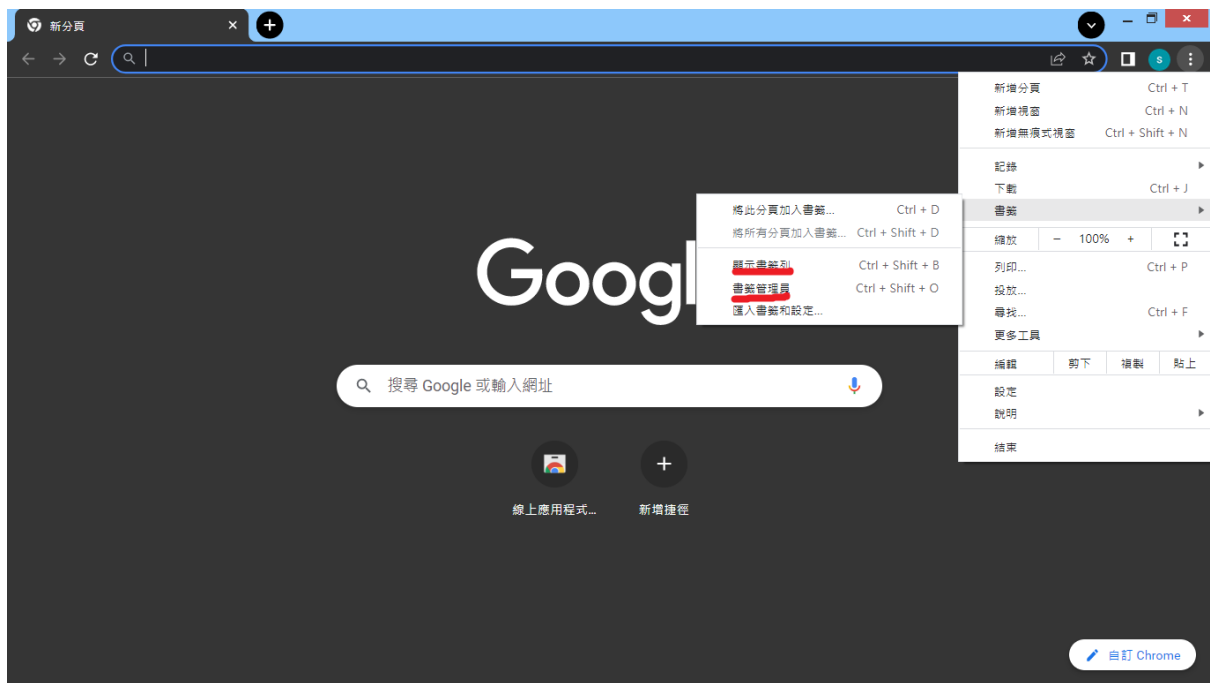 新分頁
s
新增分頁 Ctrl + T
新增視窗 Ctrl + N
新增無痕式視窗 Ctrl + Shift + N
記錄
下載 Ctrl + J
書籤
縮放 − 100% +
列印... Ctrl + P
投放...
尋找... Ctrl + F
更多工具
編輯 剪下 複製 貼上
設定
說明
結束
將此分頁加入書籤... Ctrl + D
將所有分頁加入書籤... Ctrl + Shift + D
顯示書籤列 Ctrl + Shift + B
書籤管理員 Ctrl + Shift + O
匯入書籤和設定...
Googl
搜尋 Google 或輸入網址
線上應用程式...
新增捷徑
自訂 Chrome